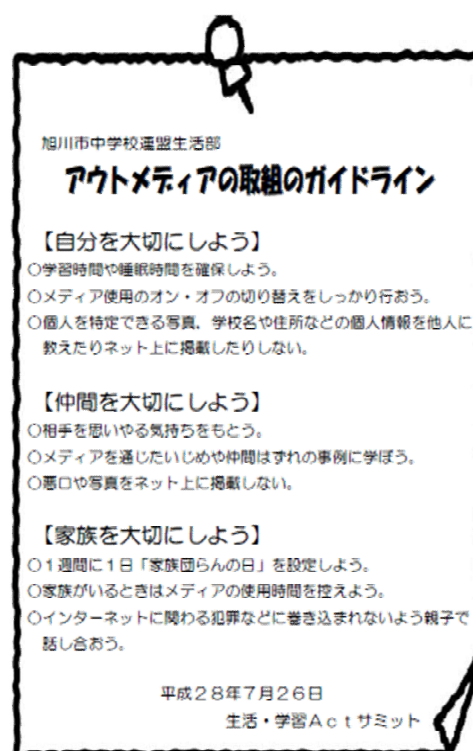 旭川市中学校連盟生活部
アウトメディアの取組のガイドライン
【自分を大切にしよう】
○学習時間や睡眠時間を確保しよう。
○メディア使用のオン・オフの切り替えをしっかり行おう。
○個人を特定できる写真、学校名や住所などの個人情報を他人に
教えたりネット上に掲載したりしない。
【仲間を大切にしよう】
○相手を思いやる気持ちをもとう。
○メディアを通じたいじめや仲間はずれの事例に学ぼう。
○悪口や写真をネット上に掲載しない。
【家族を大切にしよう】
○1週間に1日「家族団らんの日」を設定しよう。
○家族がいるときはメディアの使用時間を控えよう。
○インターネットに関わる犯罪などに巻き込まれないよう親子で
話し合おう。
平成28年7月26日
生活・学習Actサミット